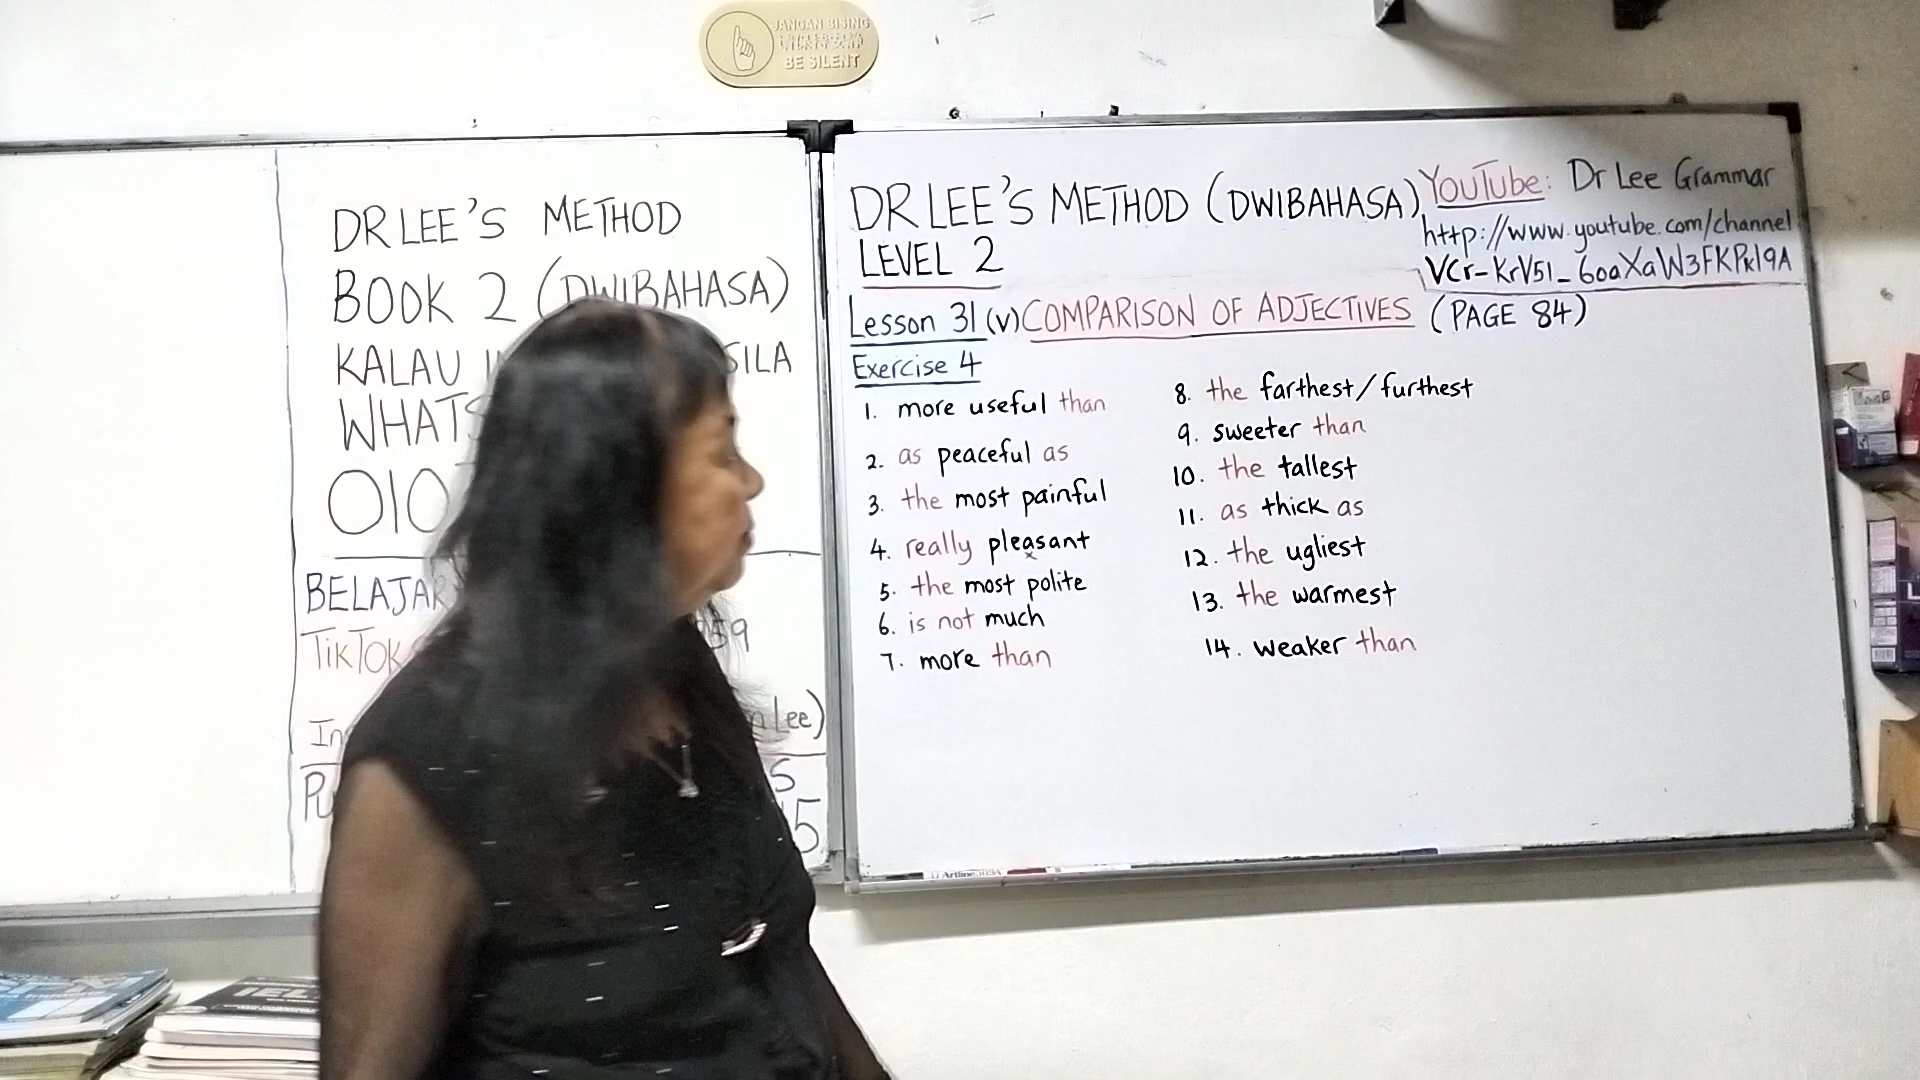 JANGAN BISING
请保持安静
BE SILENT
DR LEE'S METHOD
BOOK 2 (DWIBAHASA)
KALAU
SILA
010
BELAJAR
TikTok
959
Lee)
S
5
DR LEE'S METHOD (DWIBAHASA)
LEVEL 2
YouTube: Dr Lee Grammar
http://www.youtube.com/channel
VCr-KrV51_6oaXaW3FKPk19A
Lesson 31 (v) COMPARISON OF ADJECTIVES (PAGE 84)
Exercise 4
1. more useful than
2. as peaceful as
3. the most painful
4. really pleasant
5. the most polite
6. is not much
7. more than
8. the farthest/furthest
9. sweeter than
10. the tallest
11. as thick as
12. the ugliest
13. the warmest
14. weaker than
Artline